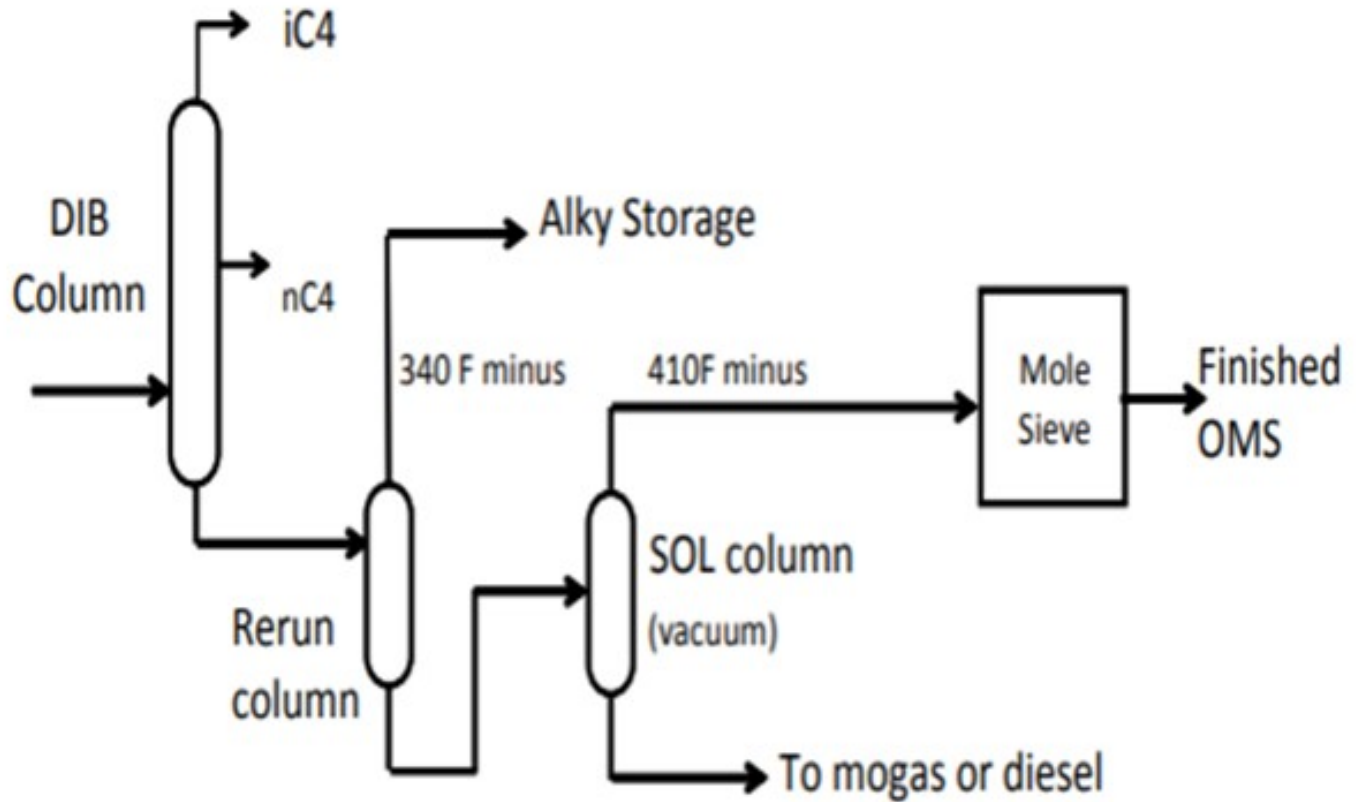 iC4
DIB
Column
nC4
Alky Storage
340 F minus
410F minus
Mole
Sieve
Finished
OMS
SOL column
(vacuum)
Rerun
column
To mogas or diesel